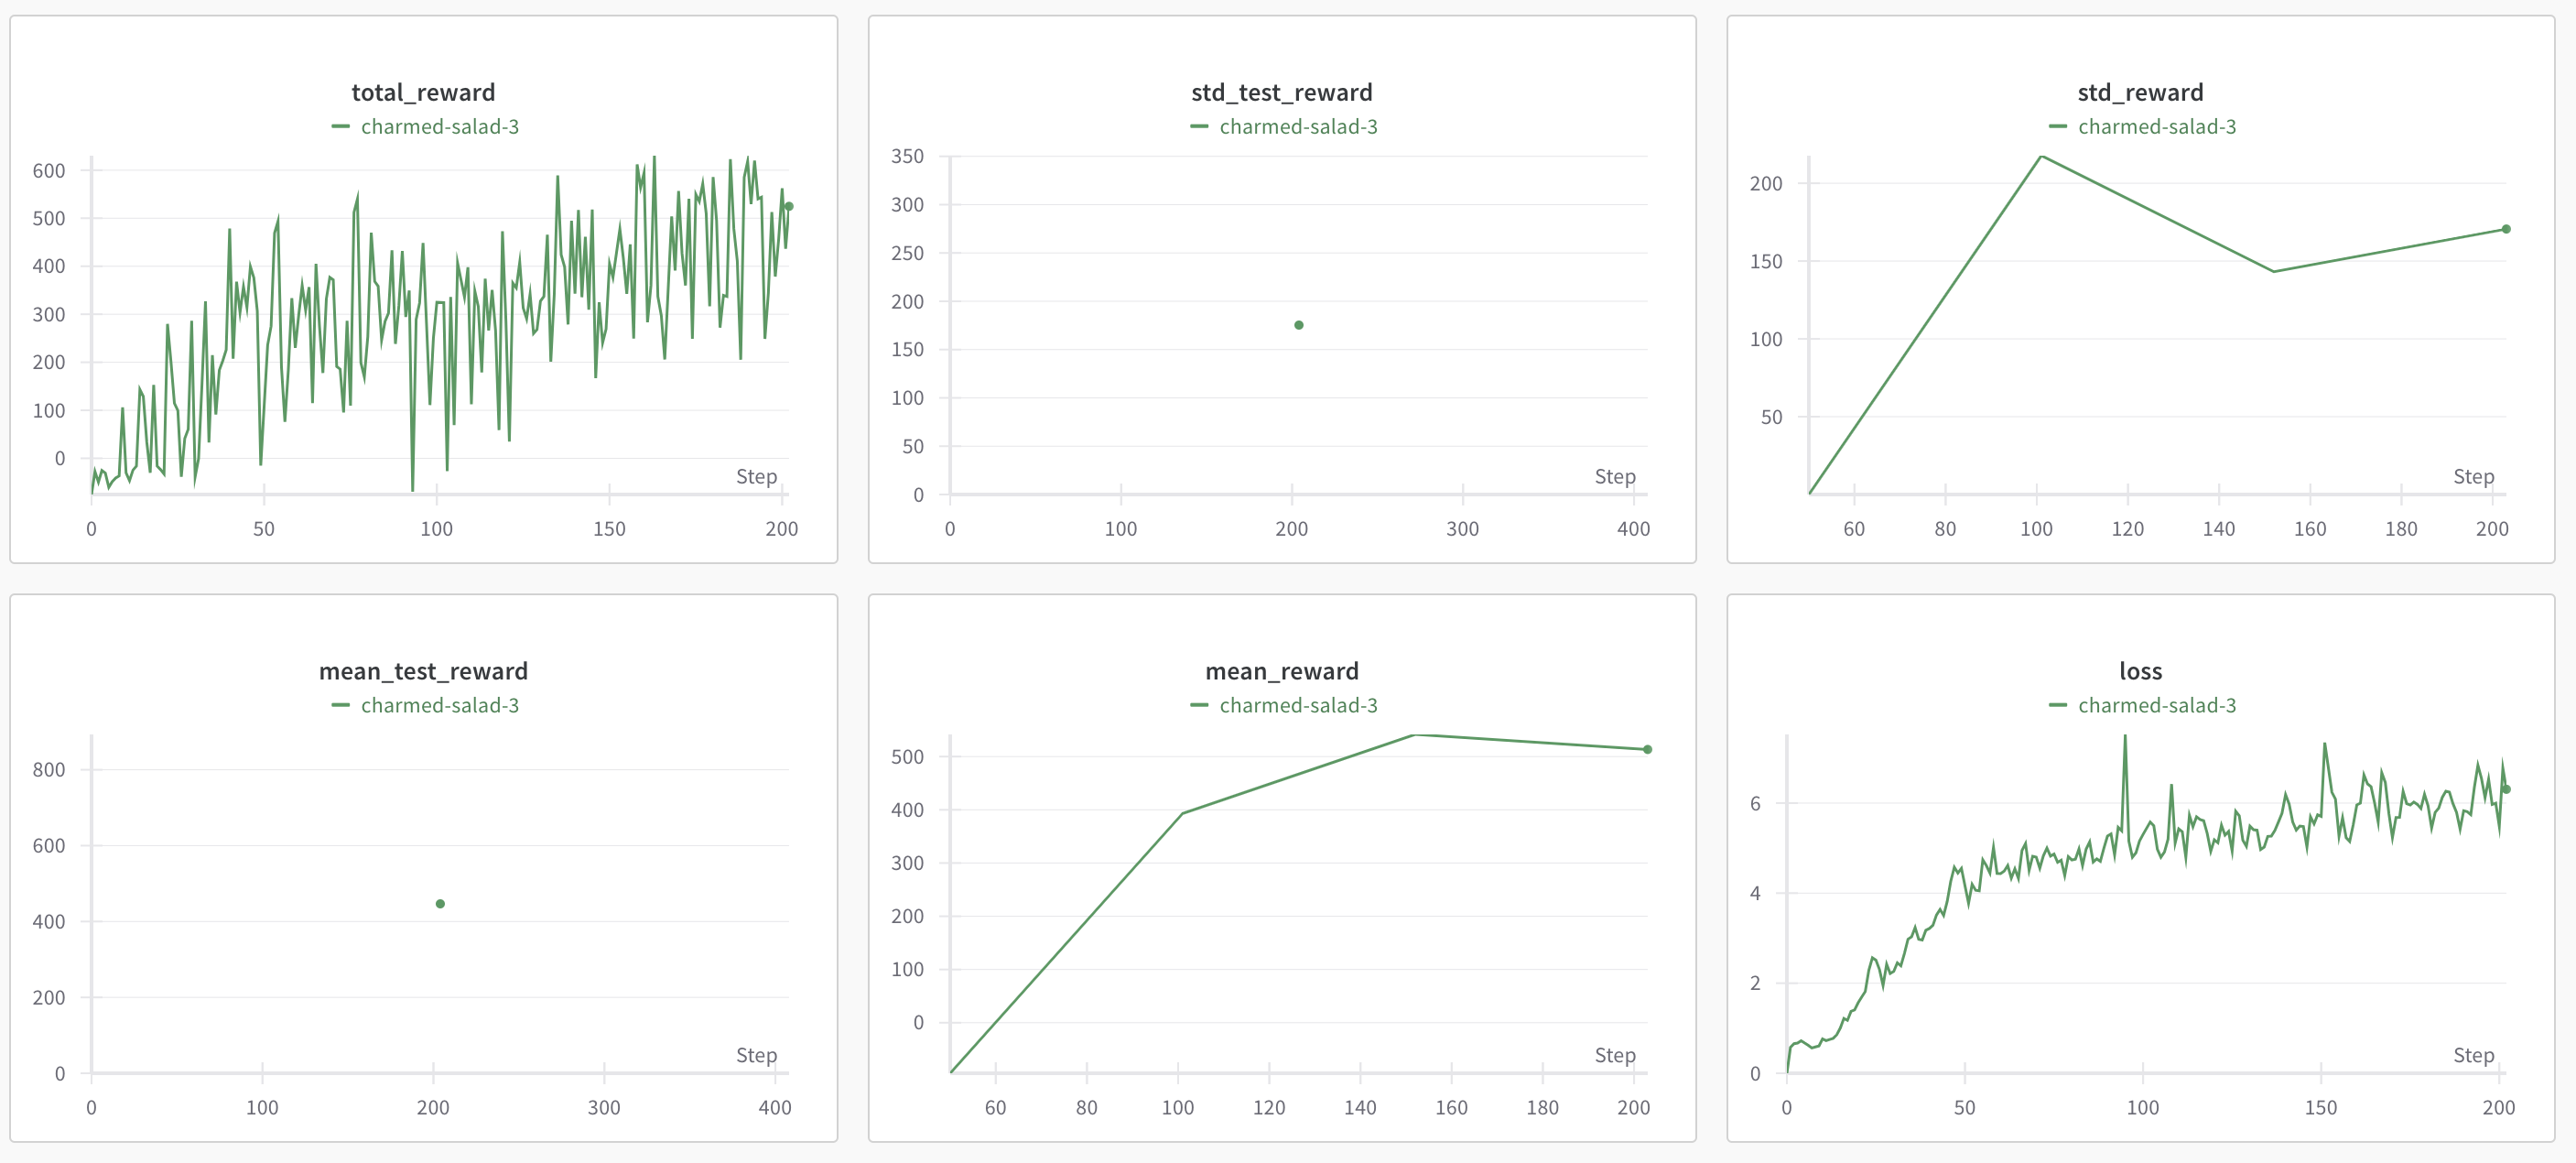 total_reward
charmed-salad-3
600
500
400
300
200
100
0
Step
0 50 100 150 200
std_test_reward
charmed-salad-3
350
300
250
200
150
100
50
0
Step
0 100 200 300 400
std_reward
charmed-salad-3
200
150
100
50
Step
60 80 100 120 140 160 180 200
mean_test_reward
charmed-salad-3
800
600
400
200
0
Step
0 100 200 300 400
mean_reward
charmed-salad-3
500
400
300
200
100
0
Step
60 80 100 120 140 160 180 200
loss
charmed-salad-3
6
4
2
0
Step
0 50 100 150 200